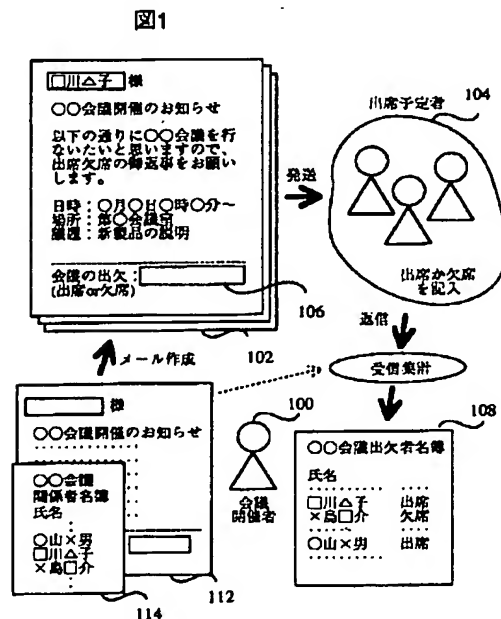 図1
□川△子 様
○○会議開催のお知らせ
以下の通りに○○会議を行
ないたいと思いますので、
出席欠席の御返事をお願い
します。
日時：○月○日○時○分～
場所：第○会議室
議題：新製品の説明
会議の出欠：
(出席or欠席)
106
102
発送
出席予定者
104
出席か欠席
を記入
返信
受信集計
メール作成
様
○○会議開催のお知らせ
○○会議
関係者名簿
氏名
○山×男
□川△子
×島□介
114
112
100
会議
開催者
108
○○会議出欠者名簿
氏名
□川△子 出席
×島□介 欠席
○山×男 出席